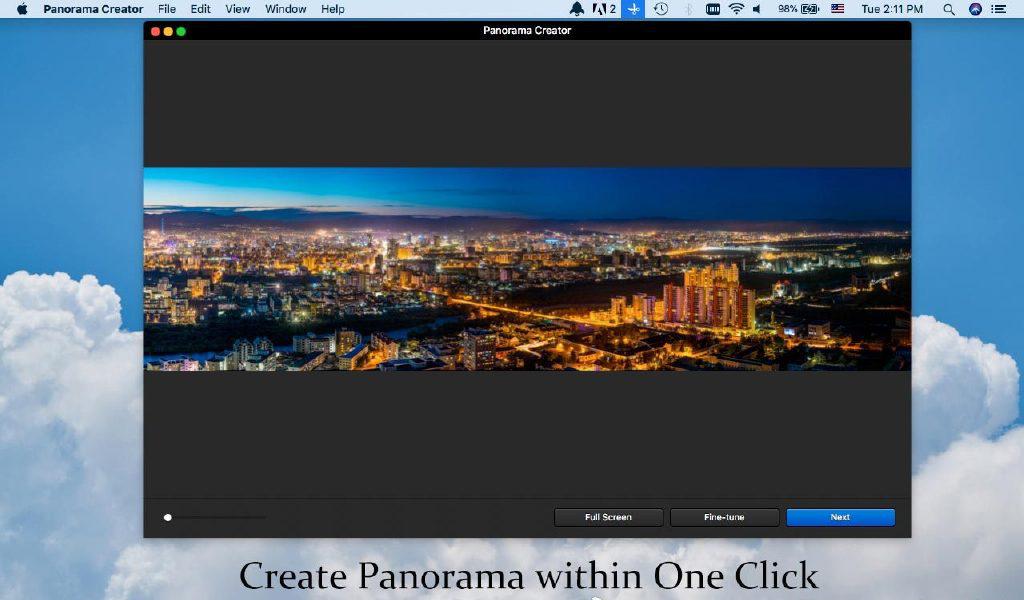 Panorama Creator File Edit View Window Help 2 98% Tue 2:11 PM
Panorama Creator
Full Screen Fine-tune Next
Create Panorama within One Click